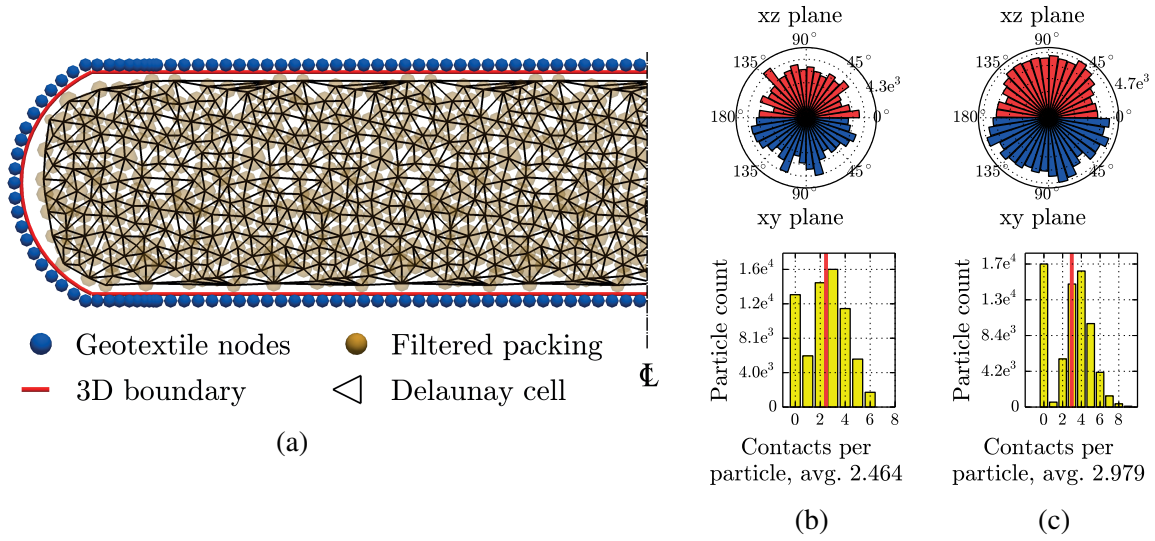 ℄
Geotextile nodes
Filtered packing
3D boundary
Delaunay cell
(a)
xz plane
90°
135°
45°
4.3e³
180°
0°
135°
45°
90°
xy plane
Particle count
1.6e⁴
1.2e⁴
8.0e³
4.0e³
0
0 2 4 6 8
Contacts per
particle, avg. 2.464
(b)
xz plane
90°
135°
45°
4.7e³
180°
0°
135°
45°
90°
xy plane
Particle count
1.7e⁴
1.3e⁴
8.4e³
4.2e³
0
0 2 4 6 8
Contacts per
particle, avg. 2.979
(c)